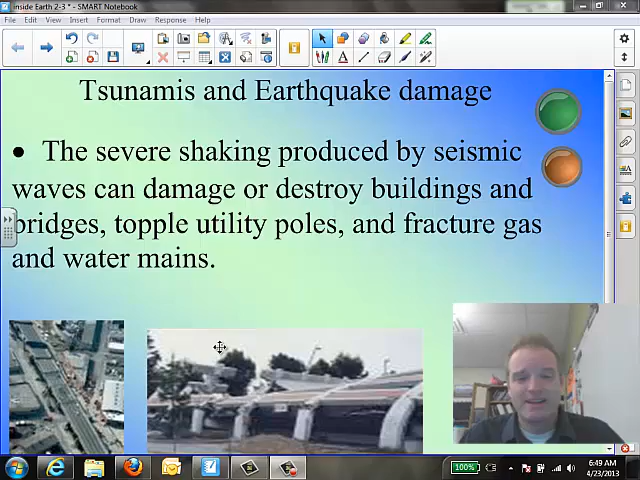 inside Earth 2-3 * - SMART Notebook
File Edit View Insert Format Draw Response Help
Tsunamis and Earthquake damage
• The severe shaking produced by seismic
waves can damage or destroy buildings and
bridges, topple utility poles, and fracture gas
and water mains.
100%
6:49 AM
4/23/2013